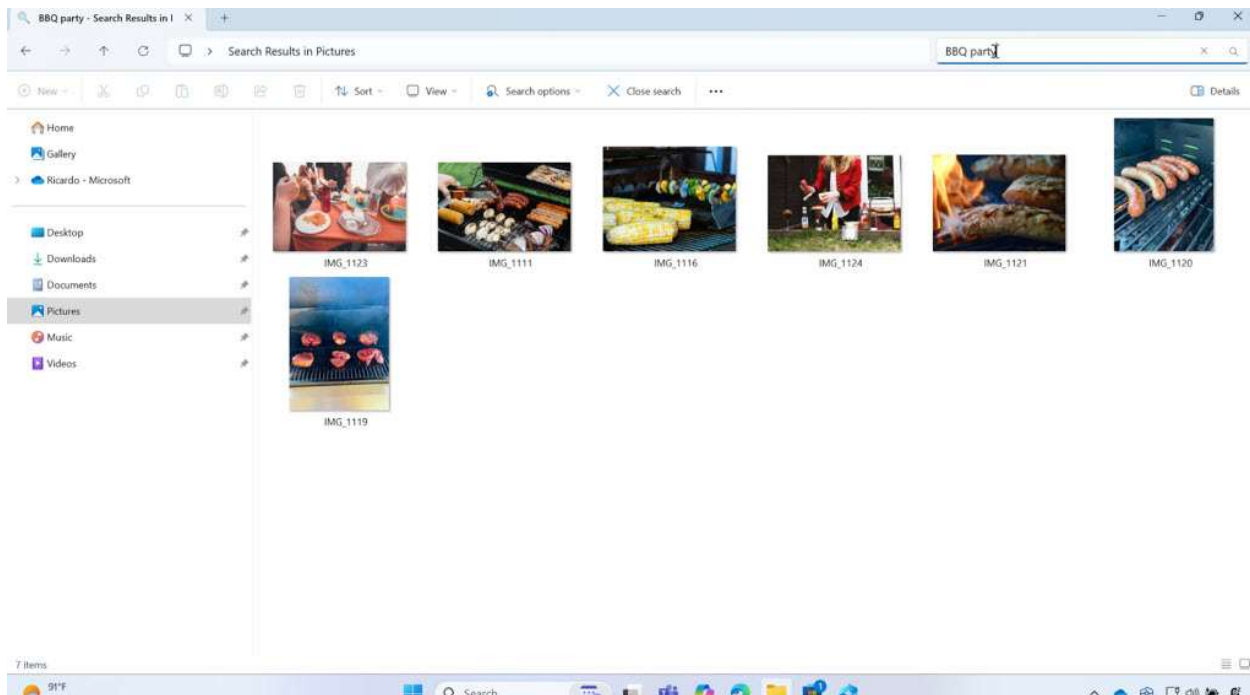 BBQ party - Search Results in I
Search Results in Pictures
BBQ party
New
Sort
View
Search options
Close search
Details
Home
Gallery
Ricardo - Microsoft
Desktop
Downloads
Documents
Pictures
Music
Videos
IMG_1123
IMG_1111
IMG_1116
IMG_1124
IMG_1121
IMG_1120
IMG_1119
7 items
91°F
Search